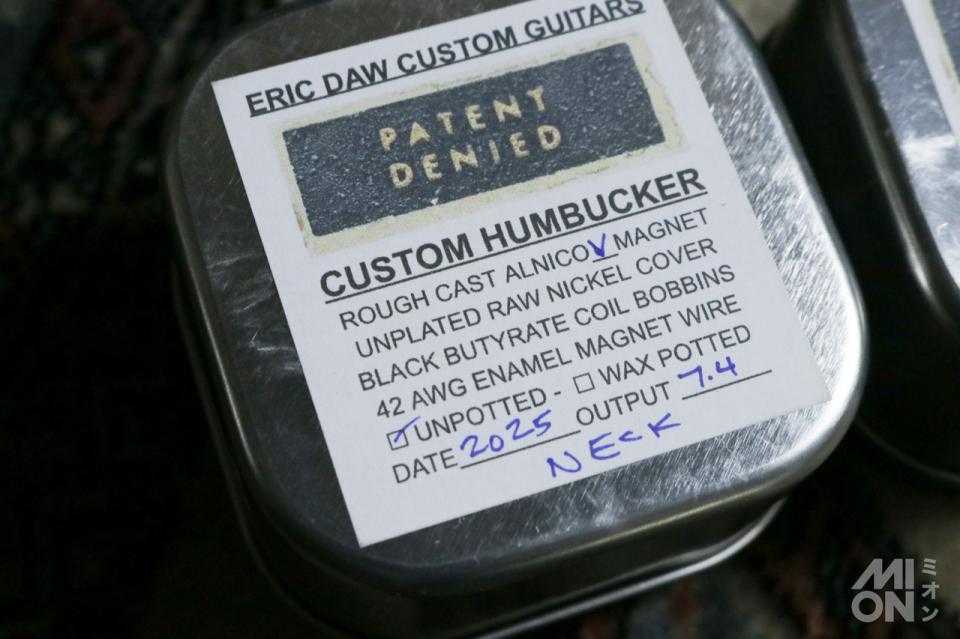 ERIC DAW CUSTOM GUITARS
PATENT
DENIED
CUSTOM HUMBUCKER
ROUGH CAST ALNICO V MAGNET
UNPLATED RAW NICKEL COVER
BLACK BUTYRATE COIL BOBBINS
42 AWG ENAMEL MAGNET WIRE
☑ UNPOTTED - ☐ WAX POTTED
DATE 2025 OUTPUT 7.4
NECK
MI
ON
ミオン